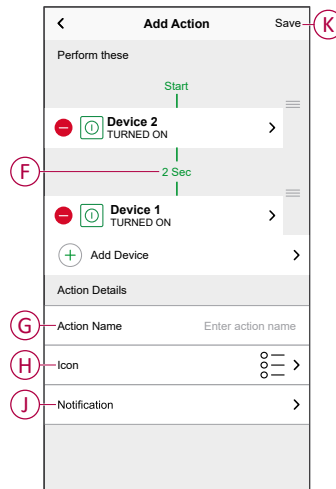 Add Action
Save
K
Perform these
Start
Device 2
TURNED ON
F
2 Sec
Device 1
TURNED ON
Add Device
Action Details
G
Action Name
Enter action name
H
Icon
J
Notification